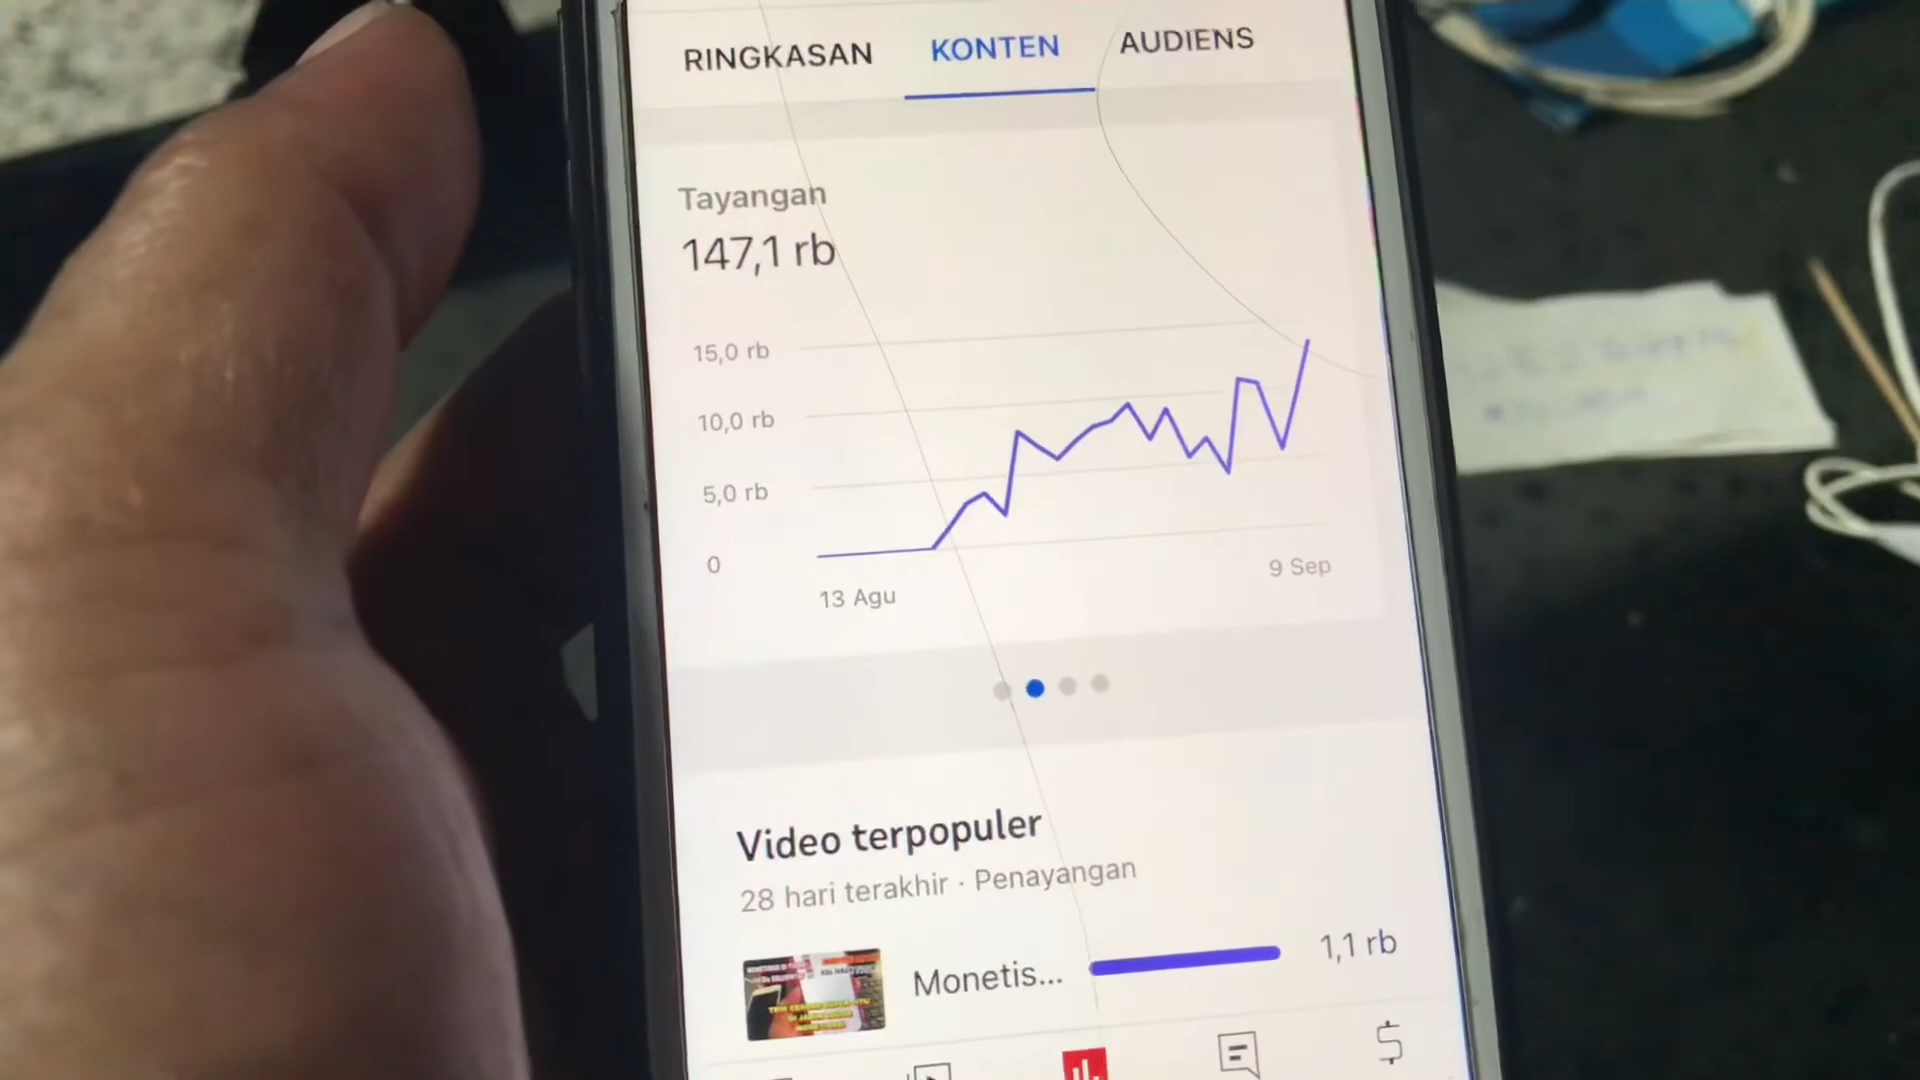 RINGKASAN KONTEN AUDIENS
Tayangan
147,1 rb
15,0 rb
10,0 rb
5,0 rb
0
13 Agu 9 Sep
Video terpopuler
28 hari terakhir · Penayangan
Monetis... 1,1 rb